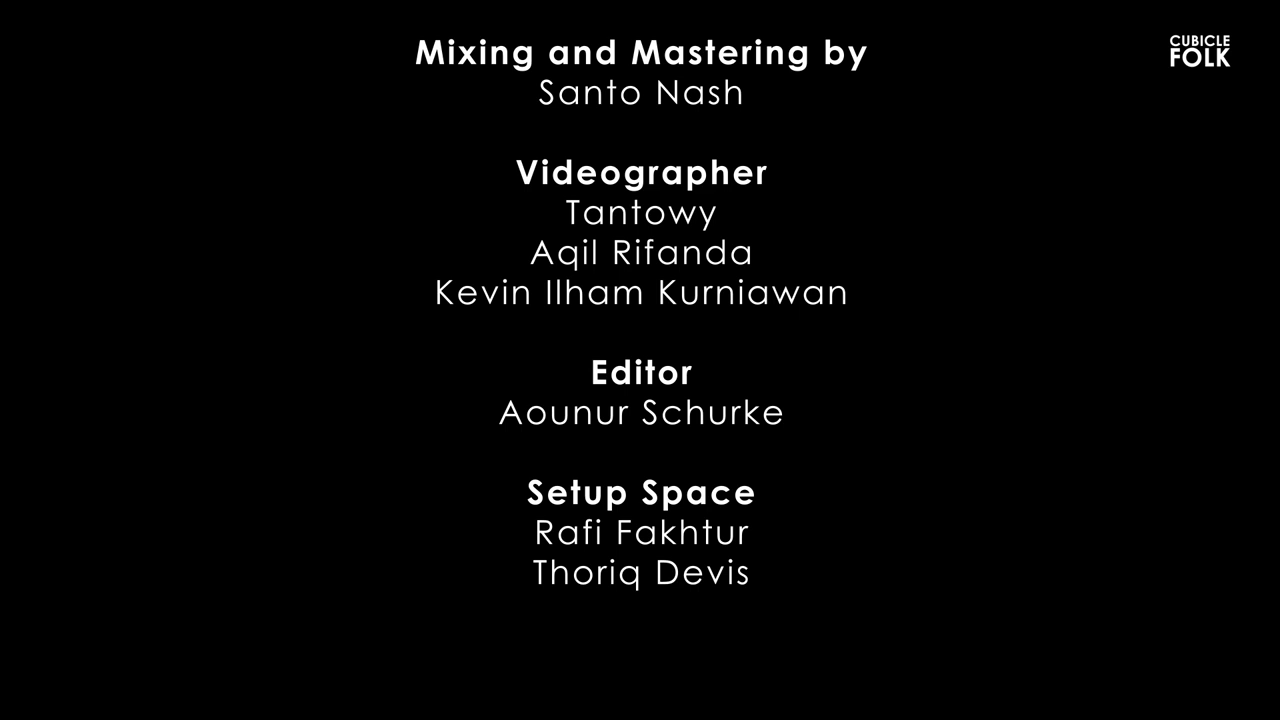 Mixing and Mastering by
Santo Nash
Videographer
Tantowy
Aqil Rifanda
Kevin Ilham Kurniawan
Editor
Aounur Schurke
Setup Space
Rafi Fakhtur
Thoriq Devis
CUBICLE
FOLK